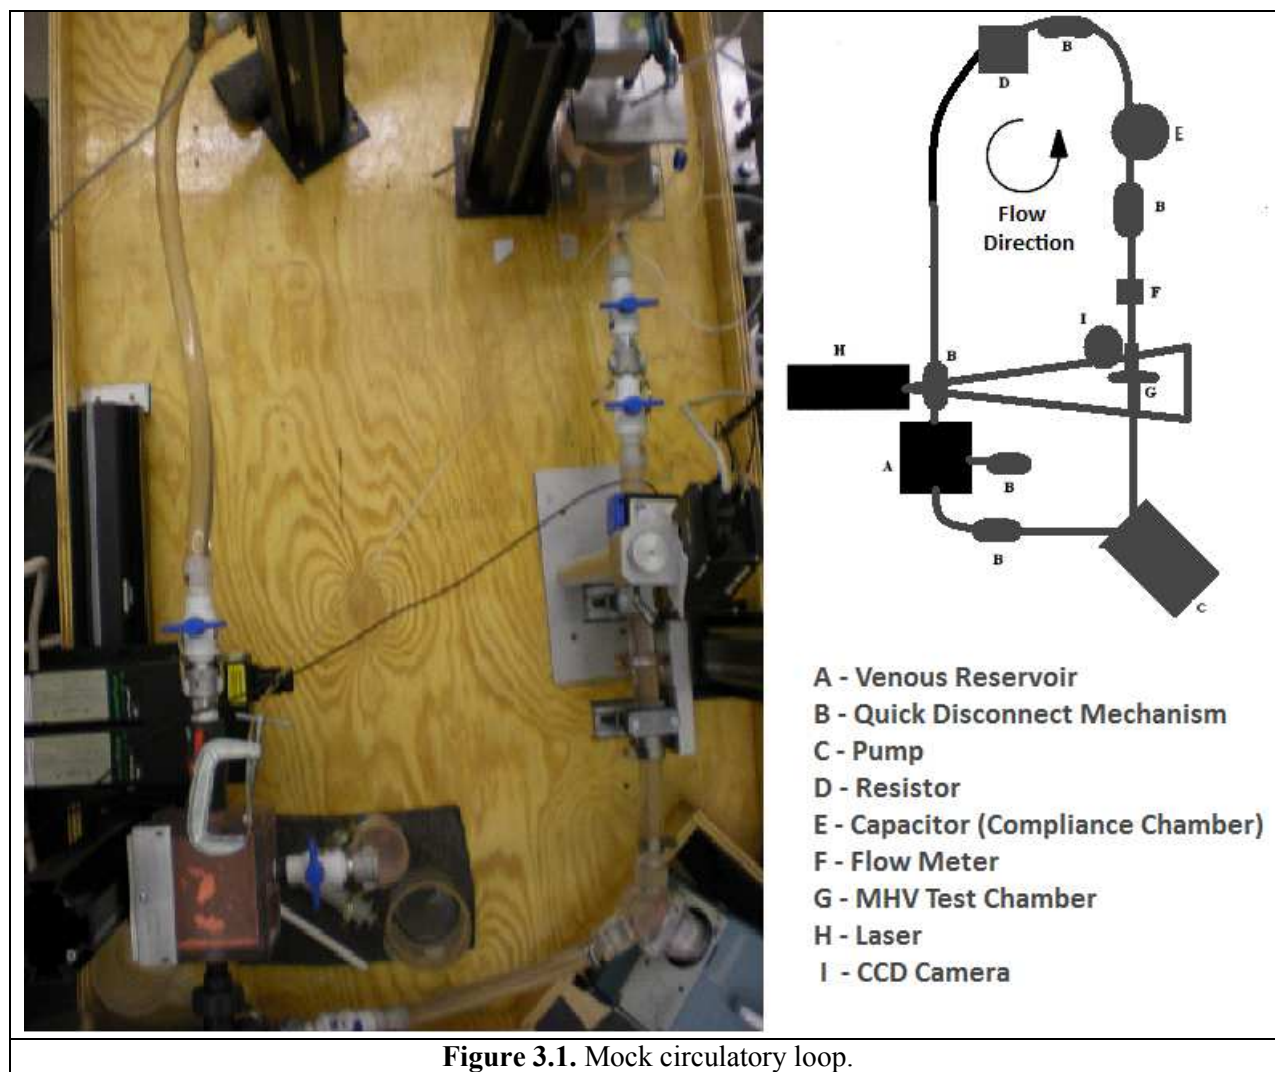 B
D
E
B
Flow
Direction
F
I
H
B
G
A
B
B
C
A - Venous Reservoir
B - Quick Disconnect Mechanism
C - Pump
D - Resistor
E - Capacitor (Compliance Chamber)
F - Flow Meter
G - MHV Test Chamber
H - Laser
I - CCD Camera
Figure 3.1. Mock circulatory loop.